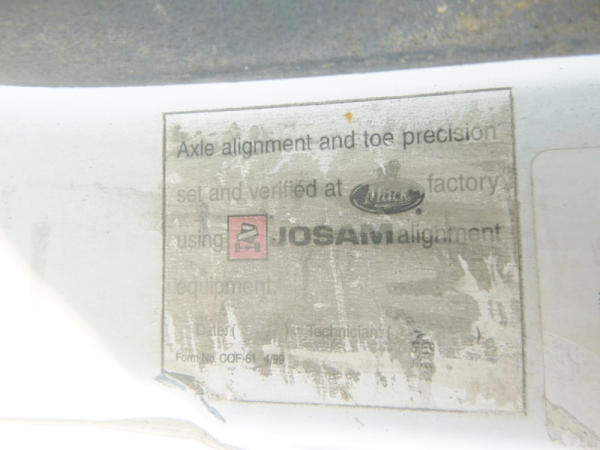 Axle alignment and toe precision
set and verified at Mack® factory
using JOSAM alignment
equipment.
Date ( ) Technician (
Form No. COF-61 4/99